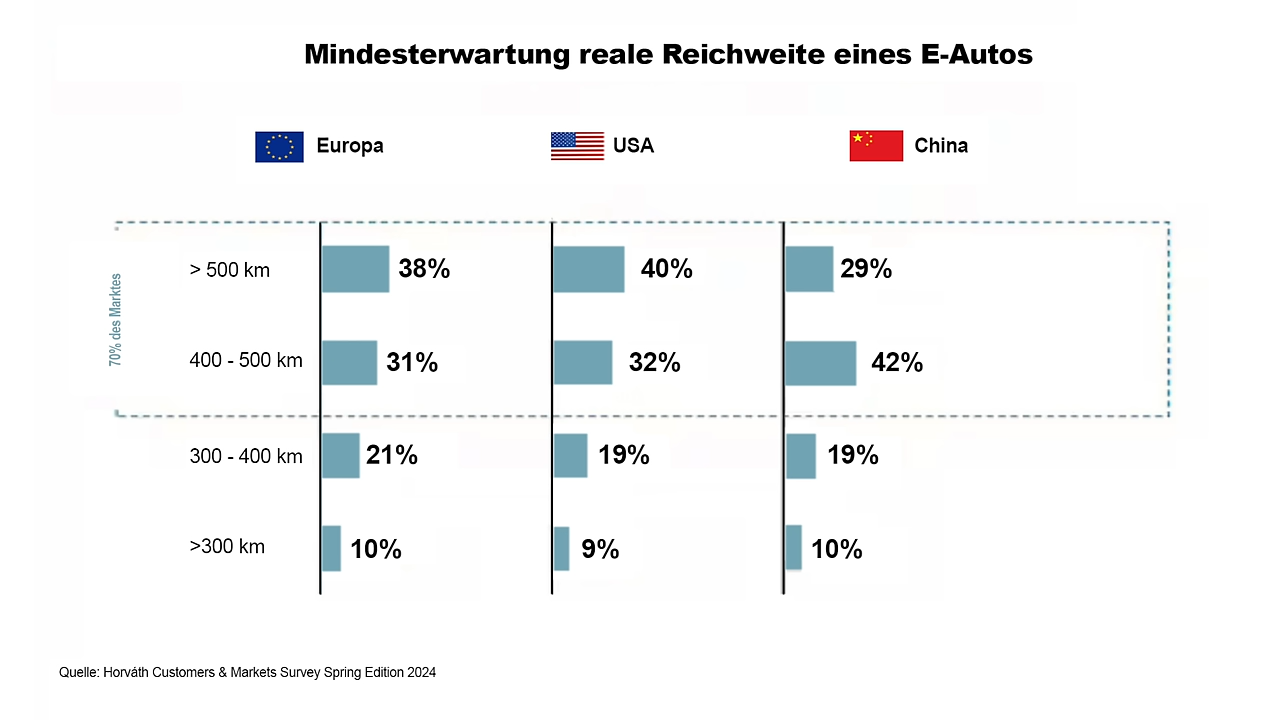 Mindesterwartung reale Reichweite eines E-Autos
Europa
USA
China
70% des Marktes
> 500 km 38% 40% 29%
400 - 500 km 31% 32% 42%
300 - 400 km 21% 19% 19%
>300 km 10% 9% 10%
Quelle: Horváth Customers & Markets Survey Spring Edition 2024